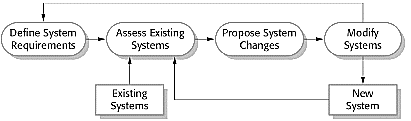 Define System
Requirements
Assess Existing
Systems
Propose System
Changes
Modify
Systems
Existing
Systems
New
System